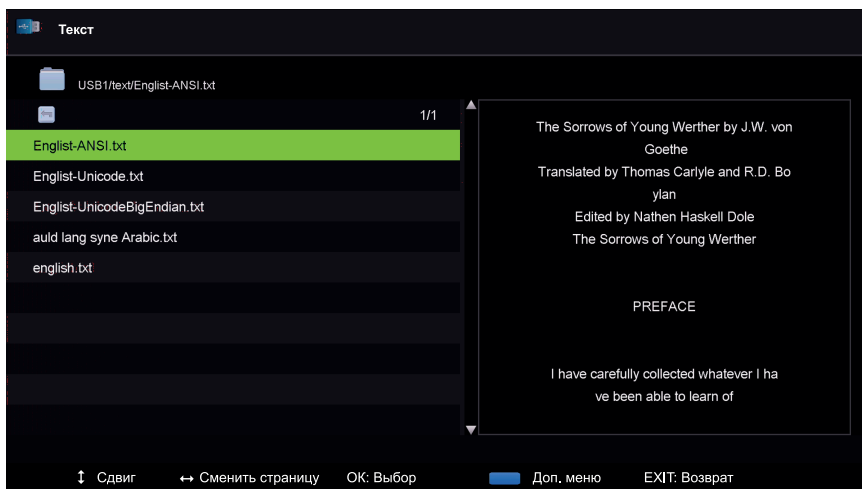 Текст
USB1/text/Englist-ANSI.txt
1/1
Englist-ANSI.txt
Englist-Unicode.txt
Englist-UnicodeBigEndian.txt
auld lang syne Arabic.txt
english.txt
The Sorrows of Young Werther by J.W. von
Goethe
Translated by Thomas Carlyle and R.D. Bo
ylan
Edited by Nathen Haskell Dole
The Sorrows of Young Werther
PREFACE
I have carefully collected whatever I ha
ve been able to learn of
Сдвиг Сменить страницу ОК: Выбор Доп. меню EXIT: Возврат